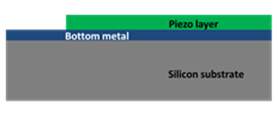 Piezo layer
Bottom metal
Silicon substrate